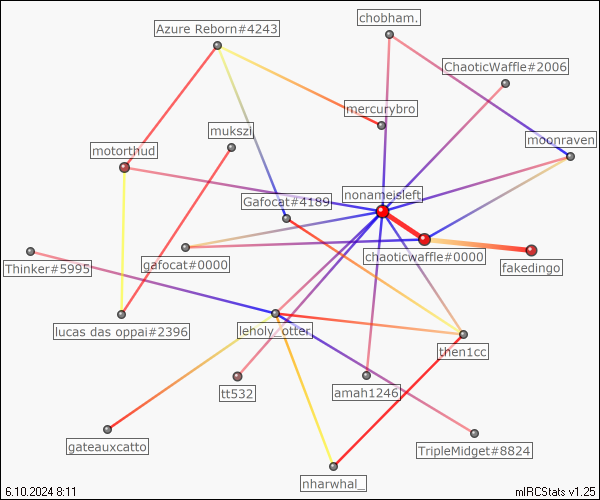 chobham.
Azure Reborn#4243
ChaoticWaffle#2006
mercurybro
mukszi
moonraven
motorthud
nonameisleft
Gafocat#4189
chaoticwaffle#0000
gafocat#0000
Thinker#5995
fakedingo
lucas das oppai#2396
leholy_otter
then1cc
tt532
amah1246
gateauxcatto
TripleMidget#8824
nharwhal_
6.10.2024 8:11
mIRCStats v1.25